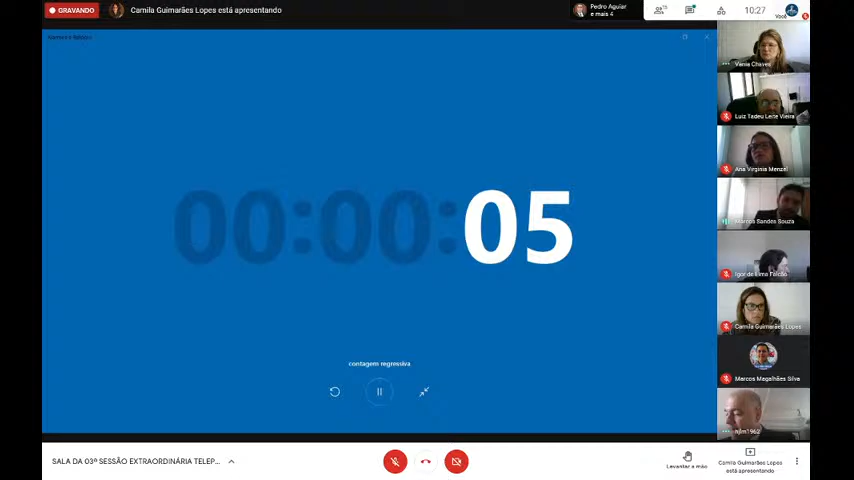 GRAVANDO
Camila Guimarães Lopes está apresentando
Pedro Aguiar
e mais 4
10:27
Você
Vania Chaves
Luiz Tadeu Leite Vieira
Ana Virginia Menzel
Marcos Sandes Souza
Igor de Lima Falcão
Camila Guimarães Lopes
Marcos Magalhães Silva
njlm1962
00:00:05
contagem regressiva
SALA DA 03ª SESSÃO EXTRAORDINÁRIA TELEP...
Levantar a mão
Camila Guimarães Lopes
está apresentando